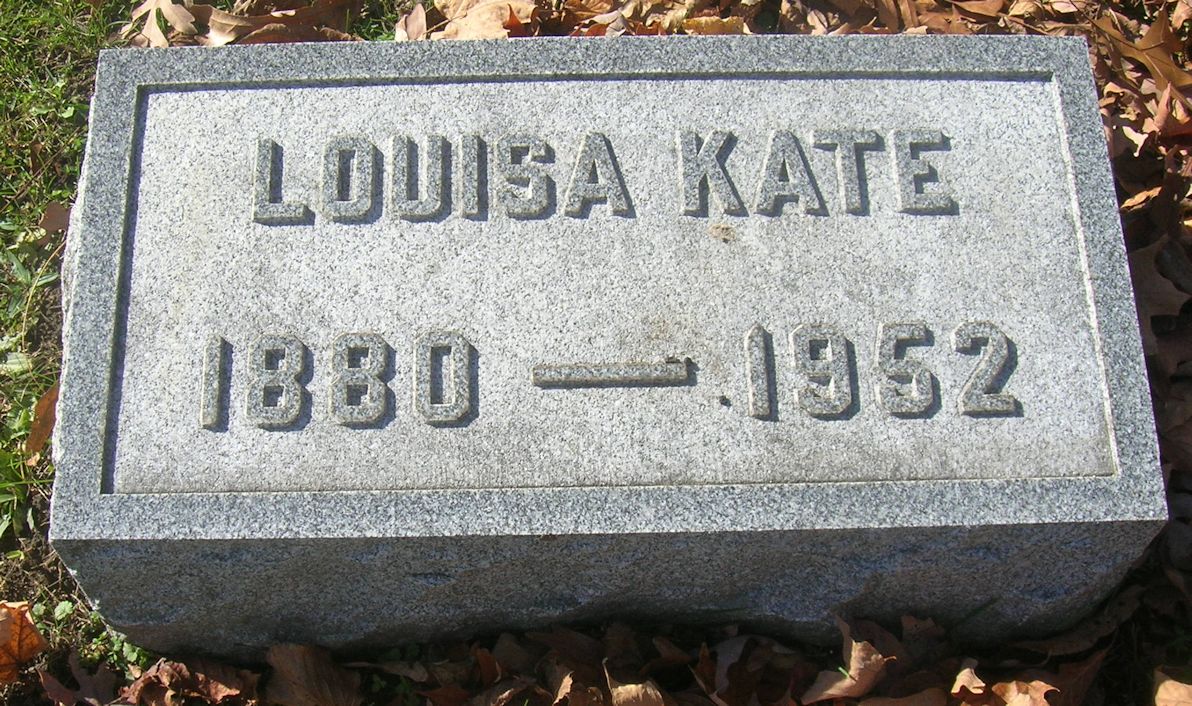 LOUISA KATE
1880 — 1952